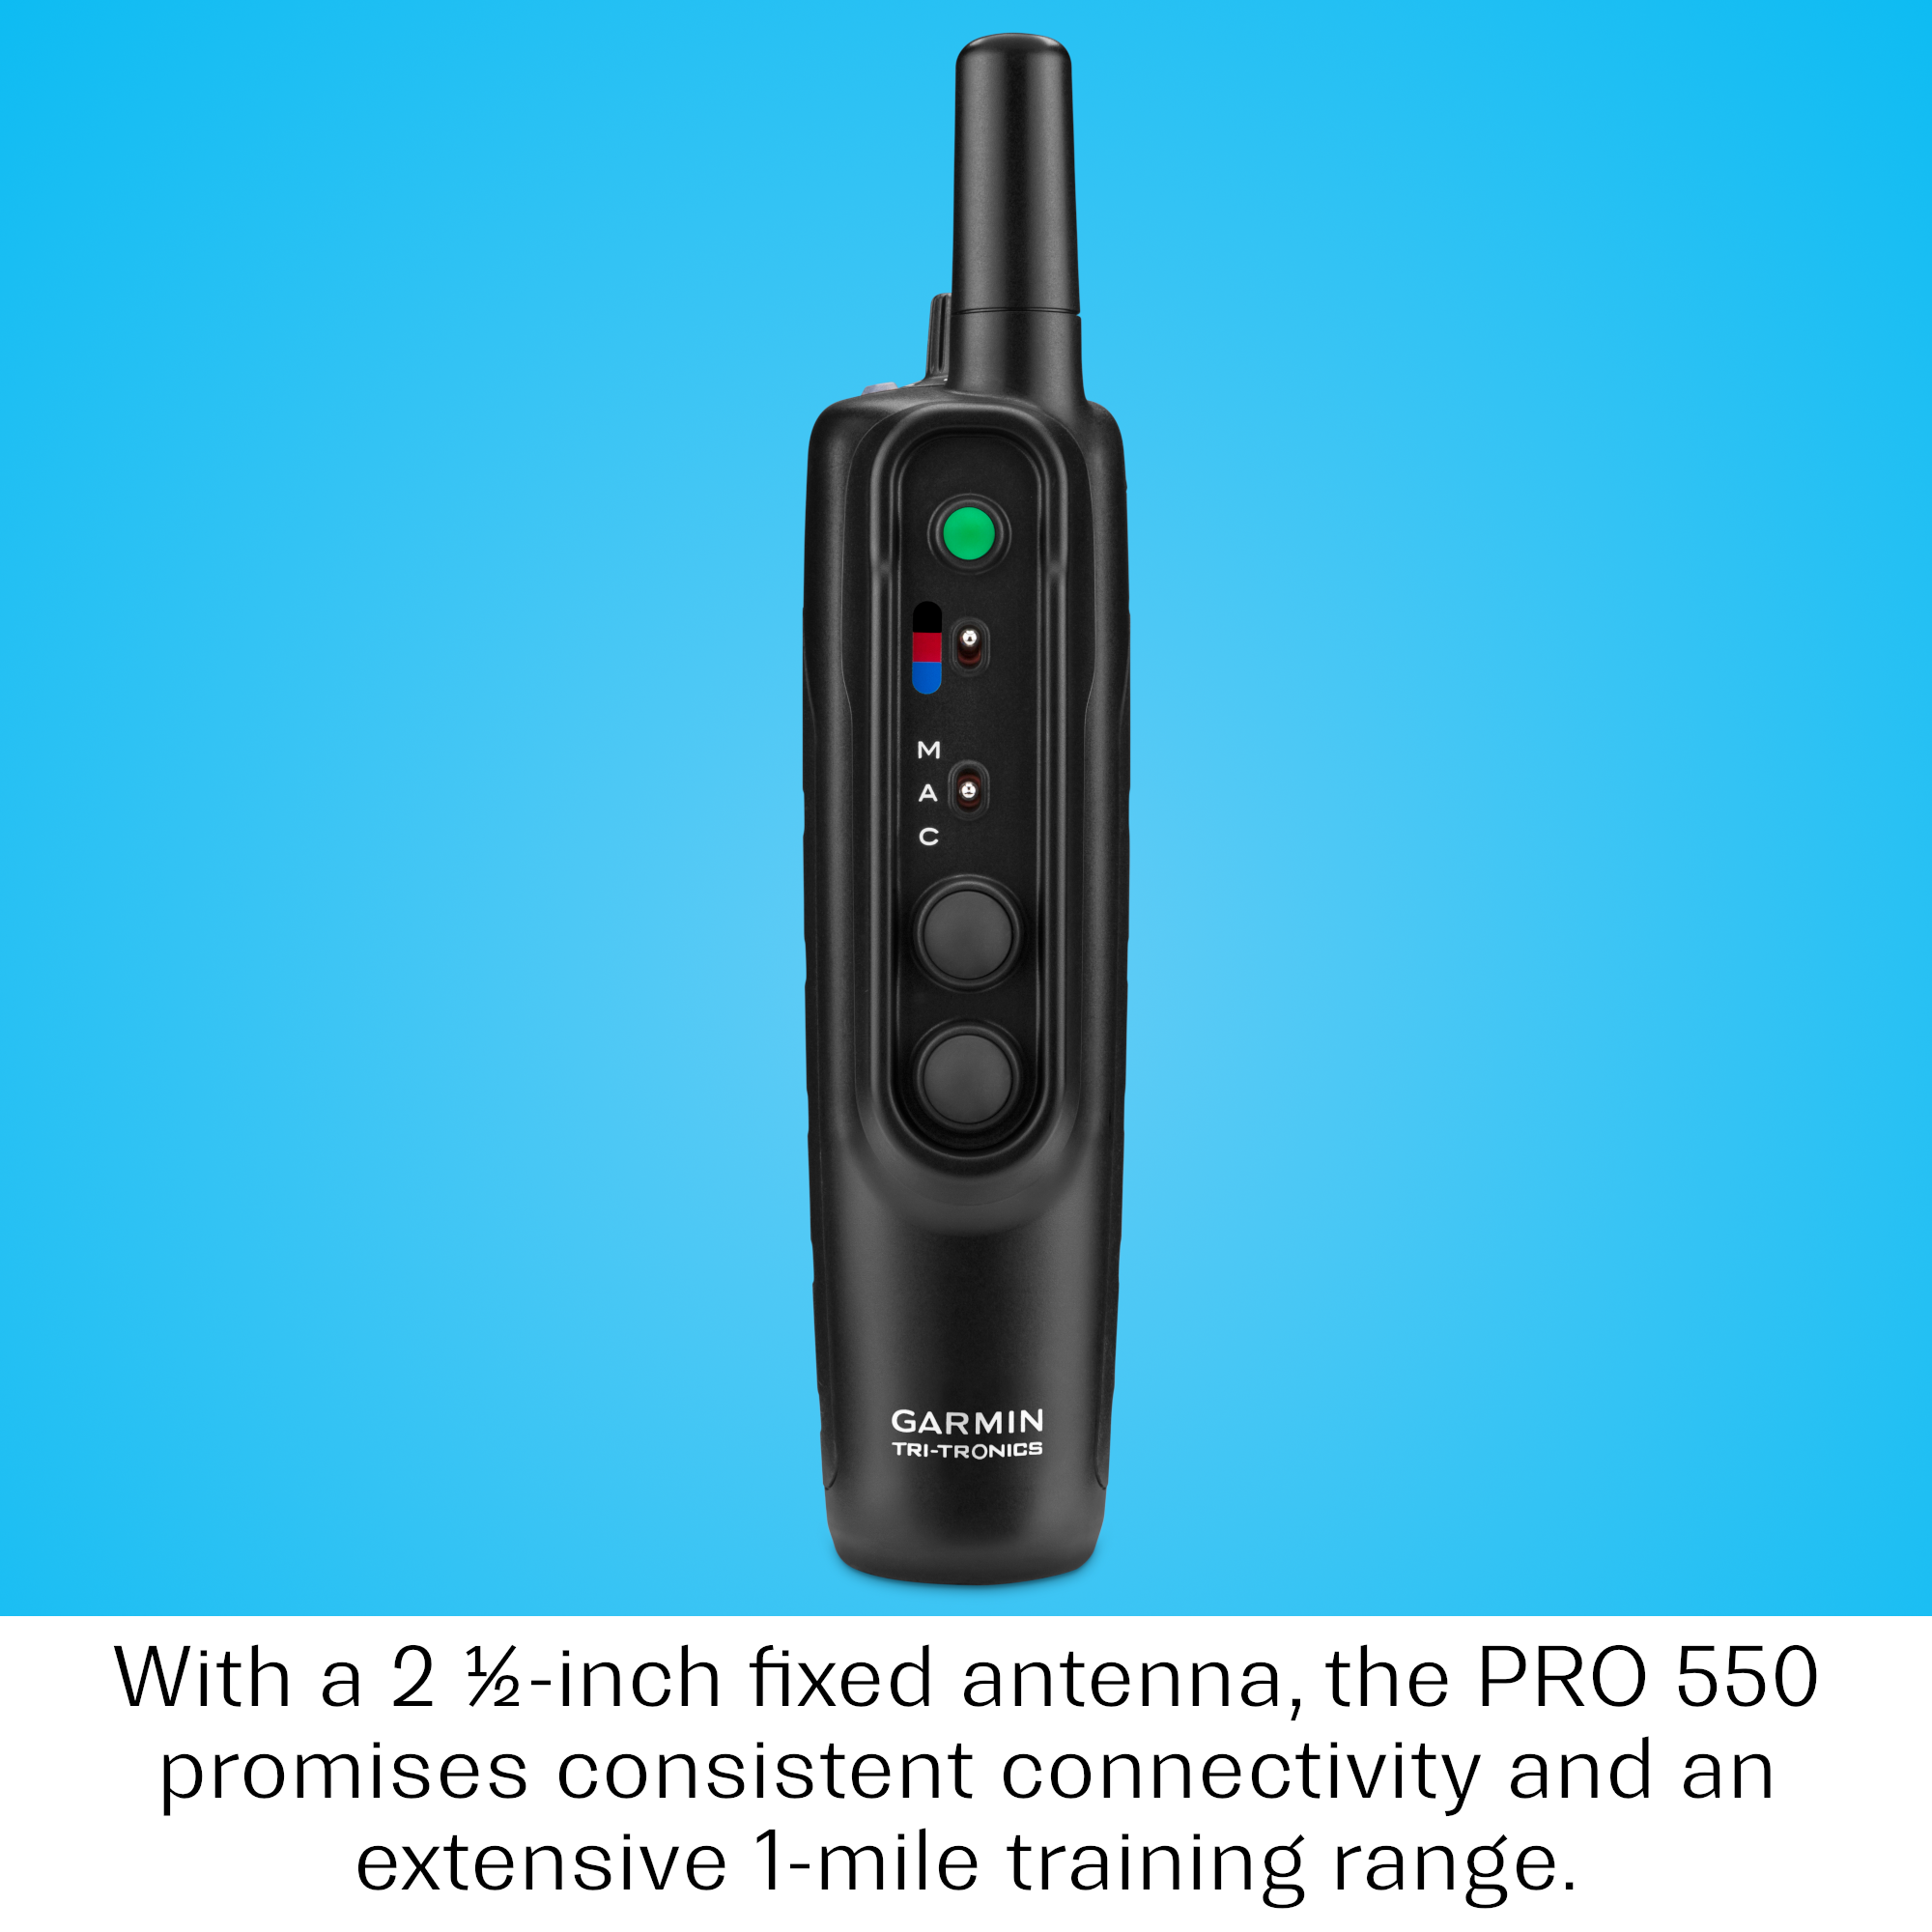 M
A
C
GARMIN
TRI-TRONICS
With a 2 ½-inch fixed antenna, the PRO 550
promises consistent connectivity and an
extensive 1-mile training range.